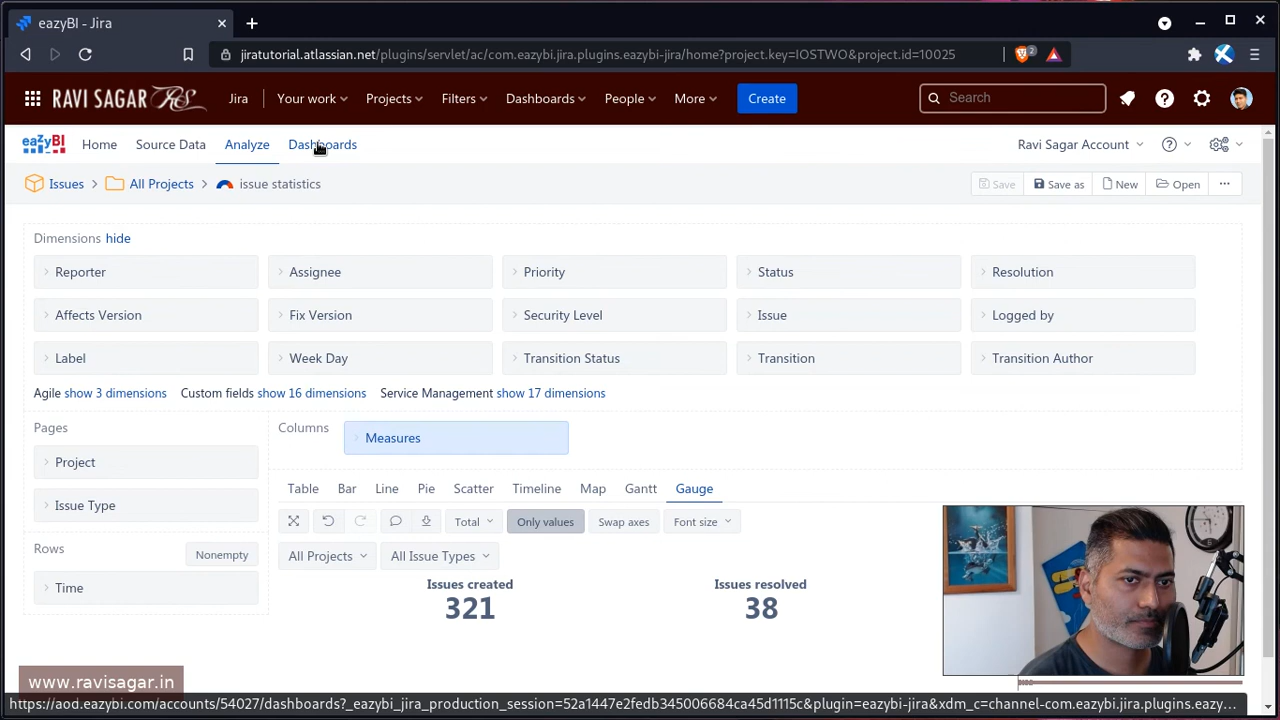 eazyBI - Jira
jiratutorial.atlassian.net/plugins/servlet/ac/com.eazybi.jira.plugins.eazybi-jira/home?project.key=IOSTWO&project.id=10025
2
RAVI SAGAR RS Jira Your work Projects Filters Dashboards People More Create Search
eazyBI Home Source Data Analyze Dashboards Ravi Sagar Account
Issues All Projects issue statistics Save Save as New Open
Dimensions hide
Reporter Assignee Priority Status Resolution
Affects Version Fix Version Security Level Issue Logged by
Label Week Day Transition Status Transition Transition Author
Agile show 3 dimensions Custom fields show 16 dimensions Service Management show 17 dimensions
Pages Columns Measures
Project
Issue Type
Table Bar Line Pie Scatter Timeline Map Gantt Gauge
Total Only values Swap axes Font size
Rows Nonempty
Time
All Projects All Issue Types
Issues created Issues resolved
321 38
www.ravisagar.in
https://aod.eazybi.com/accounts/54027/dashboards?_eazybi_jira_production_session=52a1447e2fedb345000684ca45d1115c&plugin=eazybi-jira&xdm_c=channel-com.eazybi.jira.plugins.eazy...